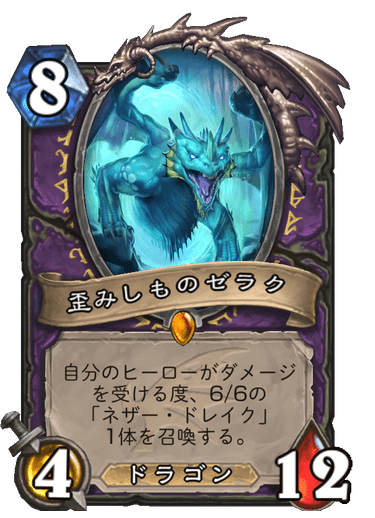 8
歪みしものゼラク
自分のヒーローがダメージ
を受ける度、6/6の
「ネザー・ドレイク」
1体を召喚する。
4
ドラゴン
12